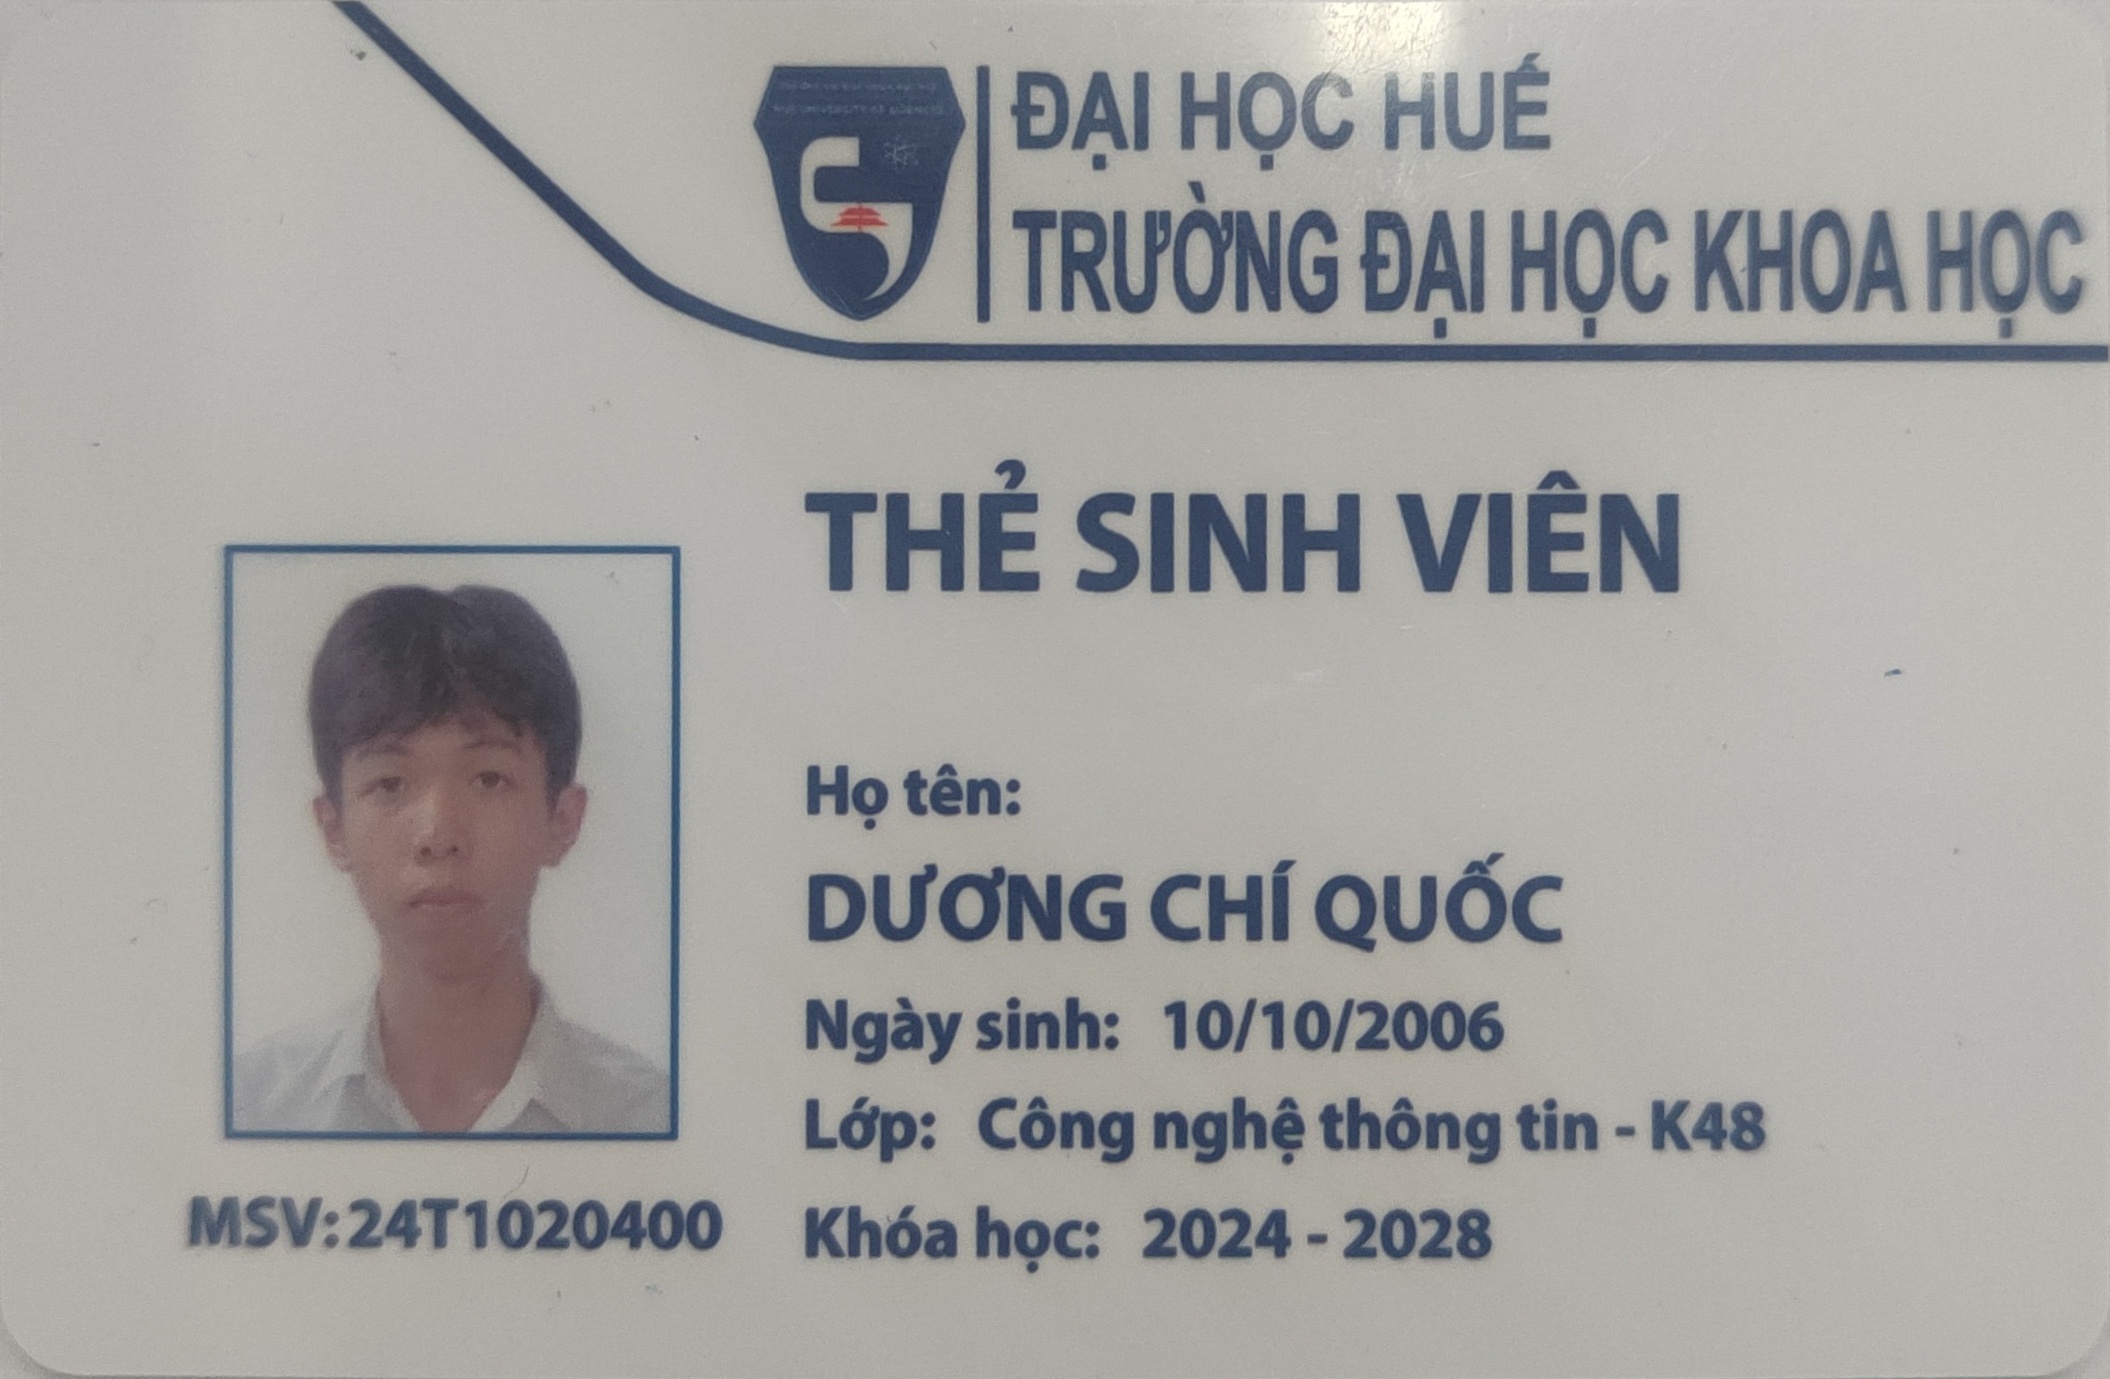 ĐẠI HỌC HUẾ
TRƯỜNG ĐẠI HỌC KHOA HỌC
THẺ SINH VIÊN
Họ tên:
DƯƠNG CHÍ QUỐC
Ngày sinh: 10/10/2006
Lớp: Công nghệ thông tin - K48
Khóa học: 2024 - 2028
MSV: 24T1020400